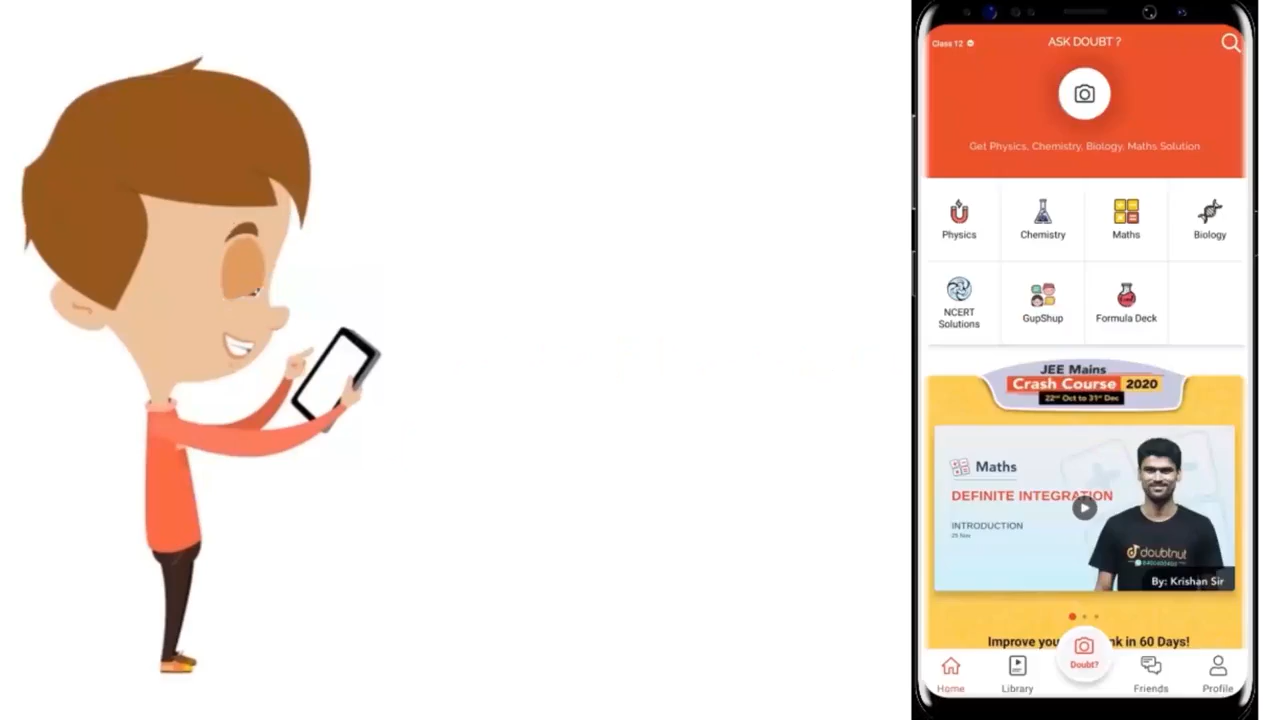 Class 12
ASK DOUBT ?
Get Physics, Chemistry, Biology, Maths Solution
Physics
Chemistry
Maths
Biology
NCERT
Solutions
GupShup
Formula Deck
JEE Mains
Crash Course 2020
22nd Oct to 31st Dec
Maths
DEFINITE INTEGRATION
INTRODUCTION
doubtnut
By: Krishan Sir
Improve you nk in 60 Days!
Doubt?
Home
Library
Friends
Profile